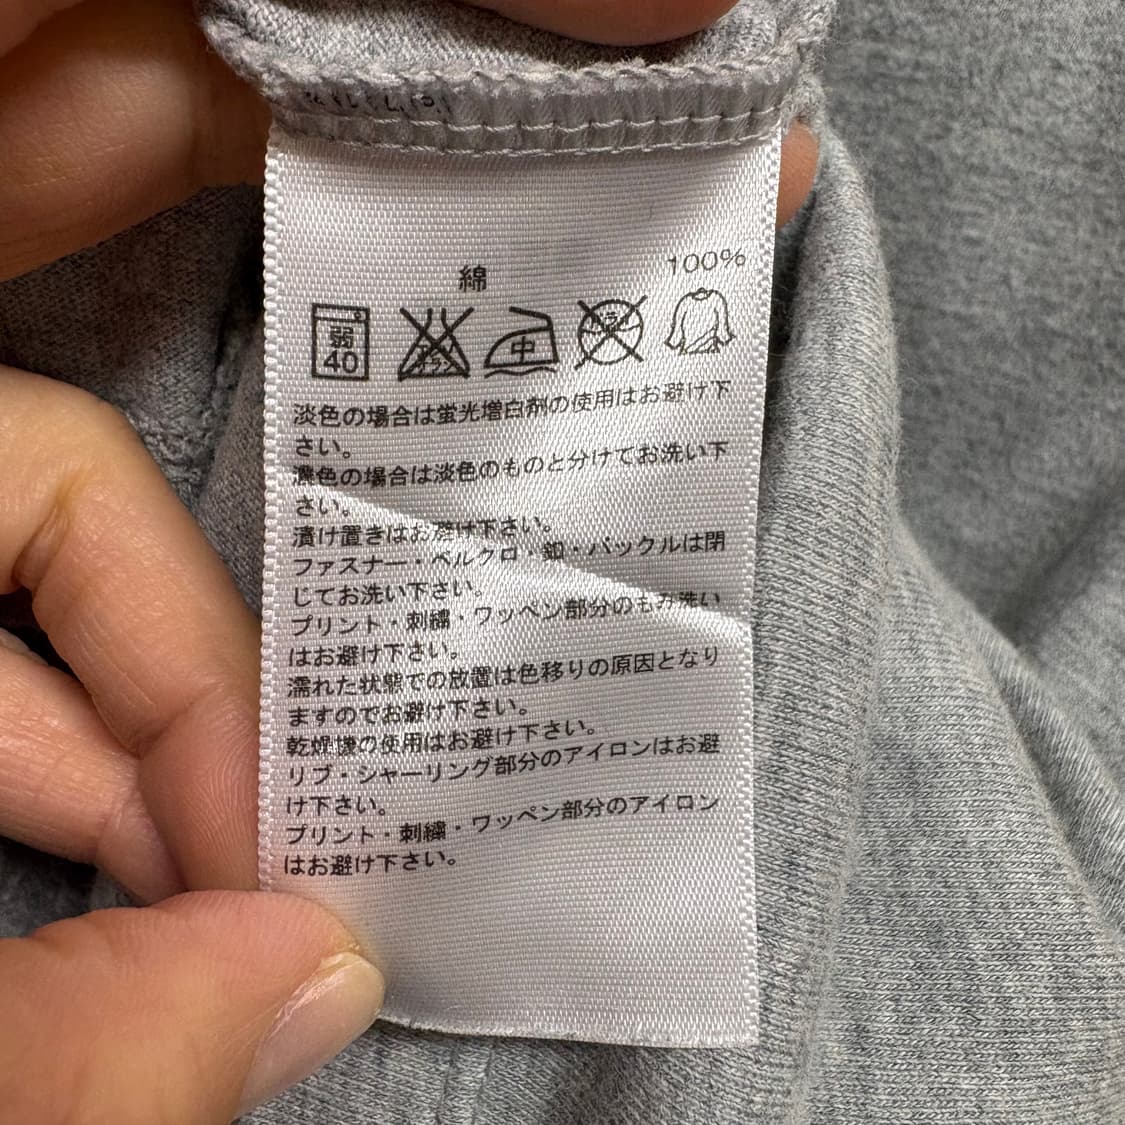 綿 100%
弱 40 中
淡色の場合は蛍光増白剤の使用はお避け下
さい。
濃色の場合は淡色のものと分けてお洗い下
さい。
漬け置きはお避け下さい。
ファスナー・ベルクロ・釦・バックルは閉
じてお洗い下さい。
プリント・刺繍・ワッペン部分のもみ洗い
はお避け下さい。
濡れた状態での放置は色移りの原因となり
ますのでお避け下さい。
乾燥機の使用はお避け下さい。
リブ・シャーリング部分のアイロンはお避
け下さい。
プリント・刺繍・ワッペン部分のアイロン
はお避け下さい。